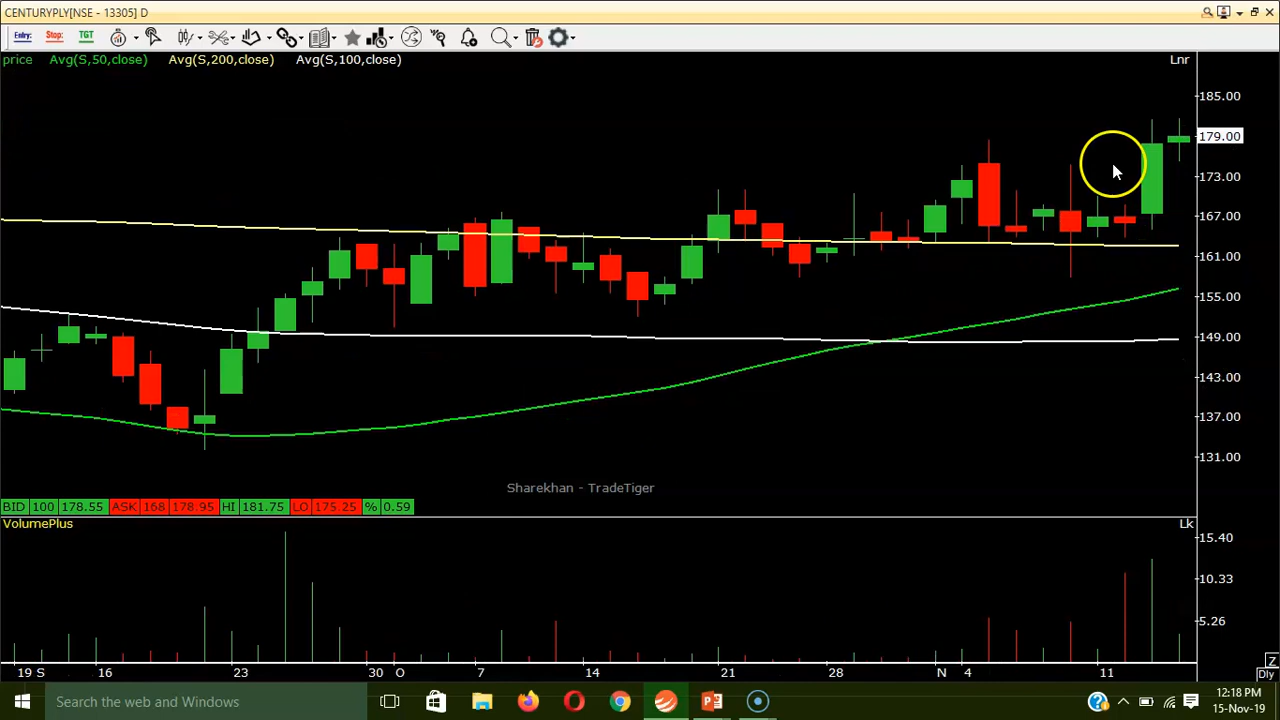 CENTURYPLY[NSE - 13305] D
Entry: Stop: TGT
price Avg(S,50,close) Avg(S,200,close) Avg(S,100,close) Lnr
185.00
179.00
173.00
167.00
161.00
155.00
149.00
143.00
137.00
131.00
Sharekhan - TradeTiger
BID 100 178.55 ASK 168 178.95 HI 181.75 LO 175.25 % 0.59
VolumePlus Lk
15.40
10.33
5.26
Z
19 S 16 23 30 O 7 14 21 28 N 4 11 Dly
Search the web and Windows
12:18 PM
15-Nov-19